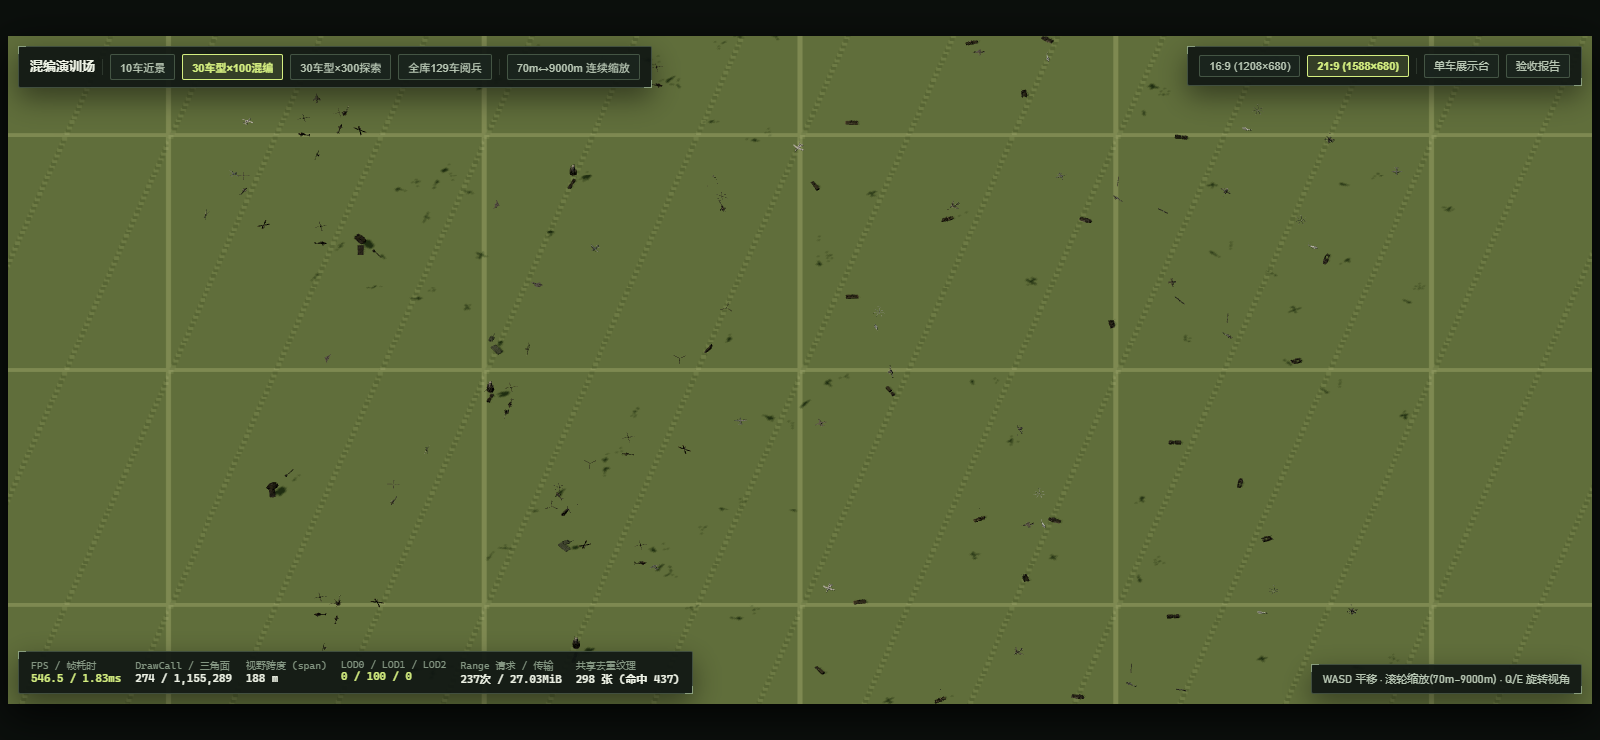 混编演训场 10车近景 30车型×100混编 30车型×300探索 全库129车阅兵 70m↔9000m 连续缩放
16:9 (1208×680) 21:9 (1588×680) 单车展示台 验收报告
FPS / 帧耗时 DrawCall / 三角面 视野跨度 (span) LOD0 / LOD1 / LOD2 Range 请求 / 传输 共享去重纹理
546.5 / 1.83ms 274 / 1,155,289 188 m 0 / 100 / 0 237次 / 27.03MiB 298 张 (命中 437)
WASD 平移 · 滚轮缩放(70m–9000m) · Q/E 旋转视角